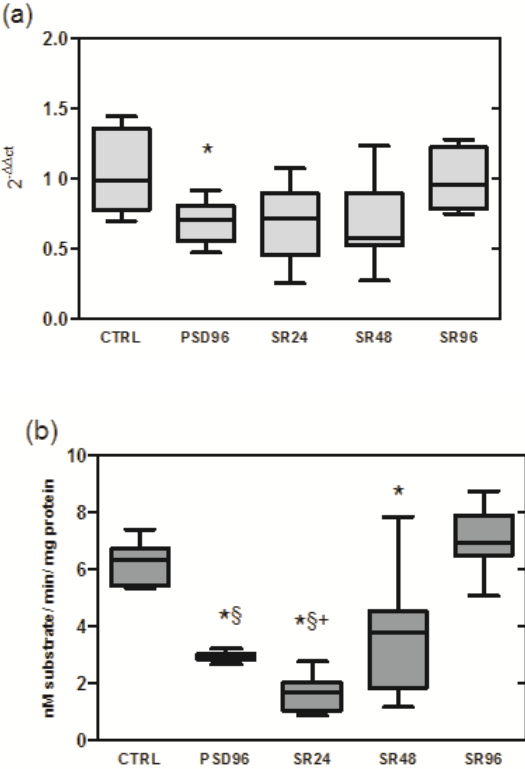 (a)
2.0
1.5
1.0
0.5
0.0
2^-ΔΔct
*
CTRL PSD96 SR24 SR48 SR96
(b)
10
8
6
4
2
0
nM substrate/ min/ mg protein
*§ *§+ *
CTRL PSD96 SR24 SR48 SR96